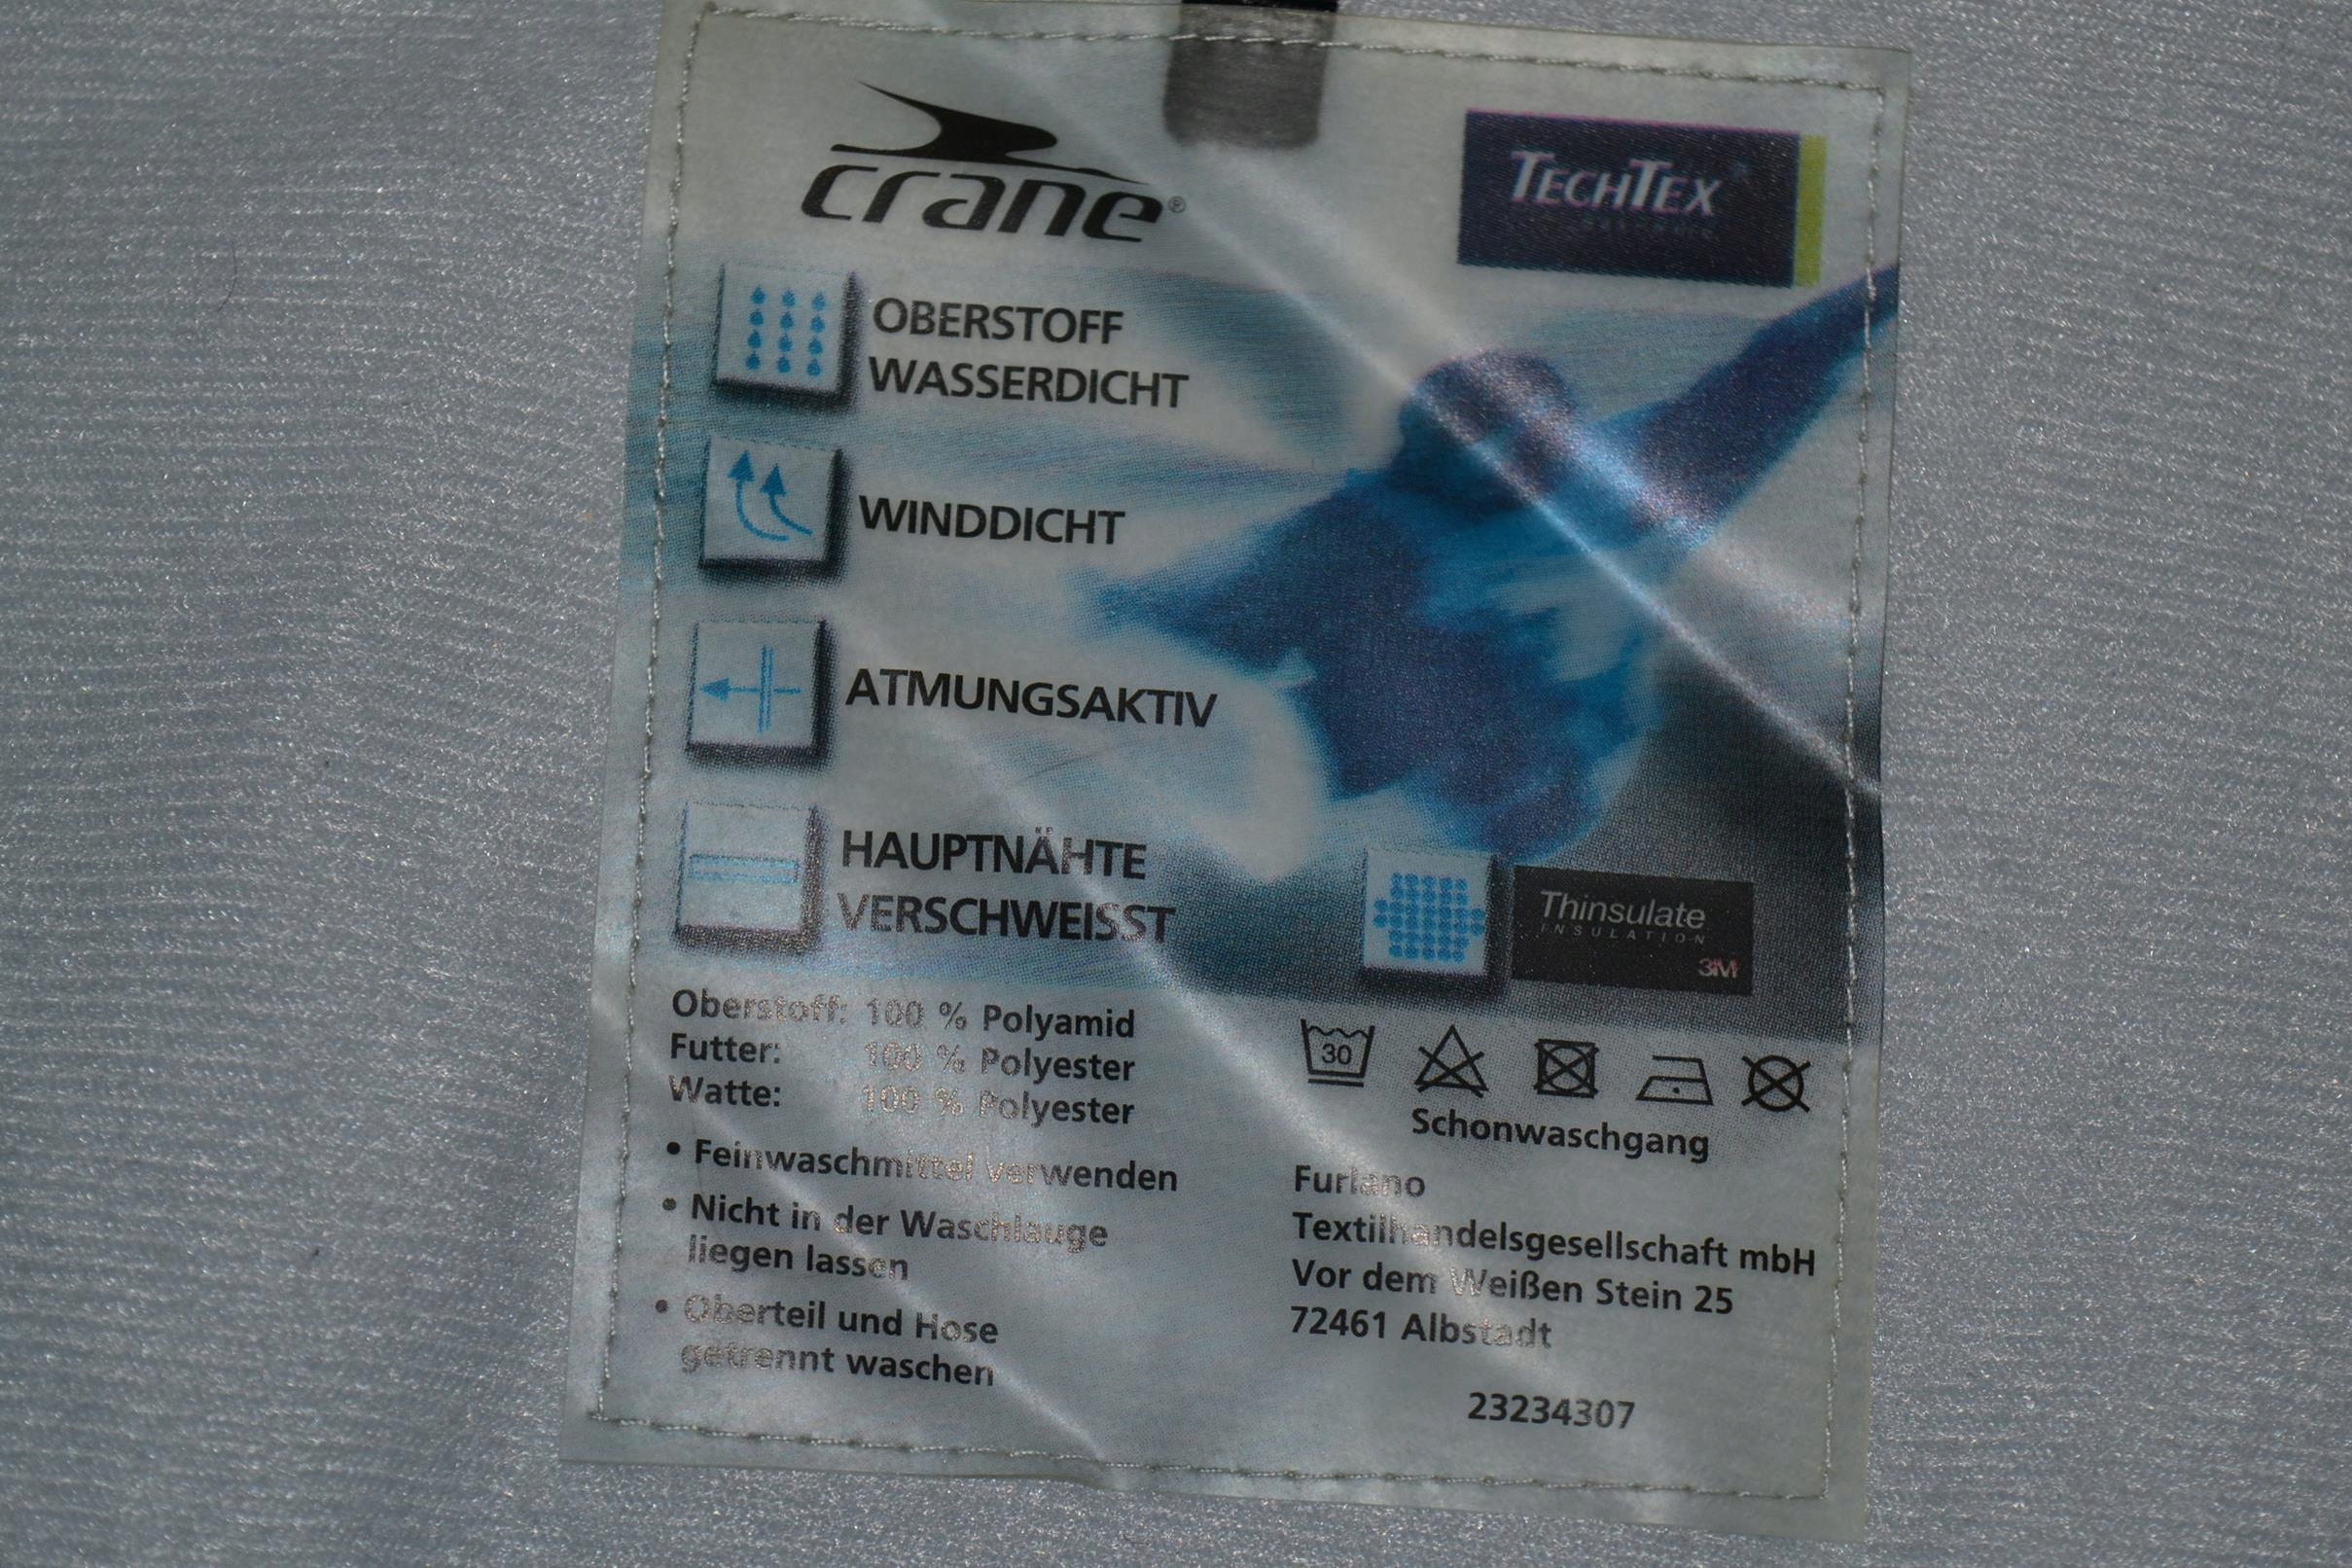 crane®
TECHTEX
OBERSTOFF
WASSERDICHT
WINDDICHT
ATMUNGSAKTIV
HAUPTNÄHTE
VERSCHWEISST
Thinsulate
INSULATION
3M
Oberstoff: 100 % Polyamid
Futter: 100 % Polyester
Watte: 100 % Polyester
• Feinwaschmittel verwenden
• Nicht in der Waschlauge
liegen lassen
• Oberteil und Hose
getrennt waschen
30
Schonwaschgang
Furlano
Textilhandelsgesellschaft mbH
Vor dem Weißen Stein 25
72461 Albstadt
23234307